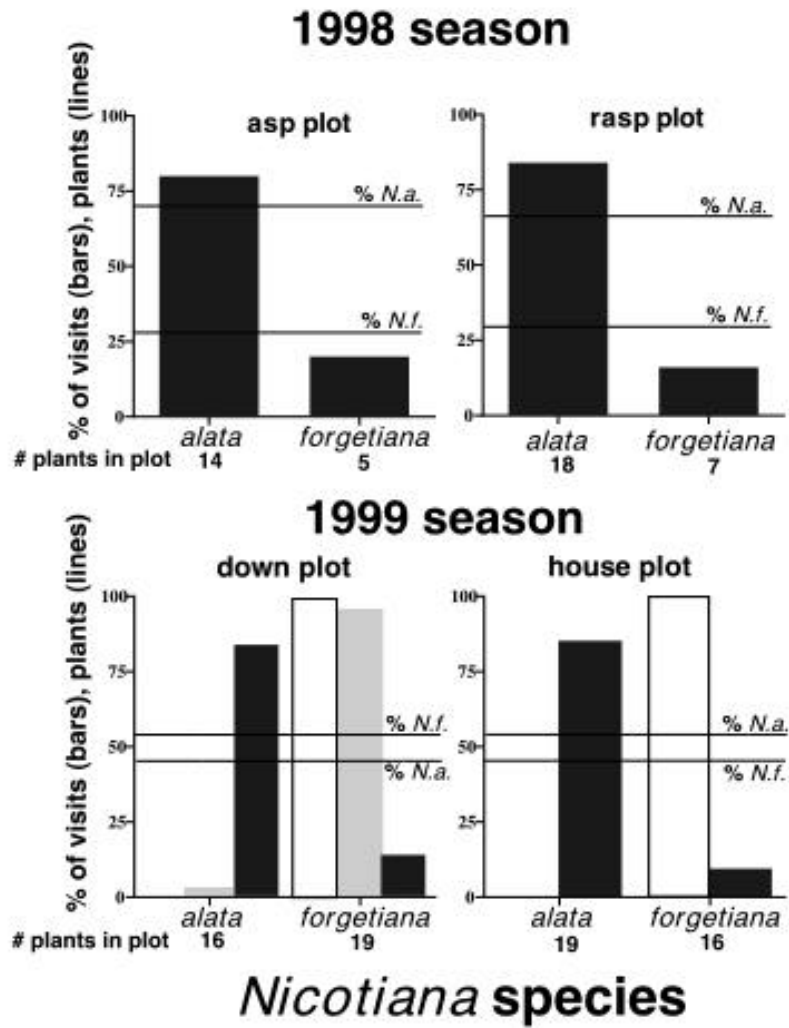 1998 season
% of visits (bars), plants (lines)
asp plot
100
75
50
25
0
% N.a.
% N.f.
alata
forgetiana
# plants in plot
14
5
rasp plot
100
75
50
25
0
% N.a.
% N.f.
alata
forgetiana
18
7
1999 season
% of visits (bars), plants (lines)
down plot
100
75
50
25
0
% N.f.
% N.a.
alata
forgetiana
# plants in plot
16
19
house plot
100
75
50
25
0
% N.a.
% N.f.
alata
forgetiana
19
16
Nicotiana species